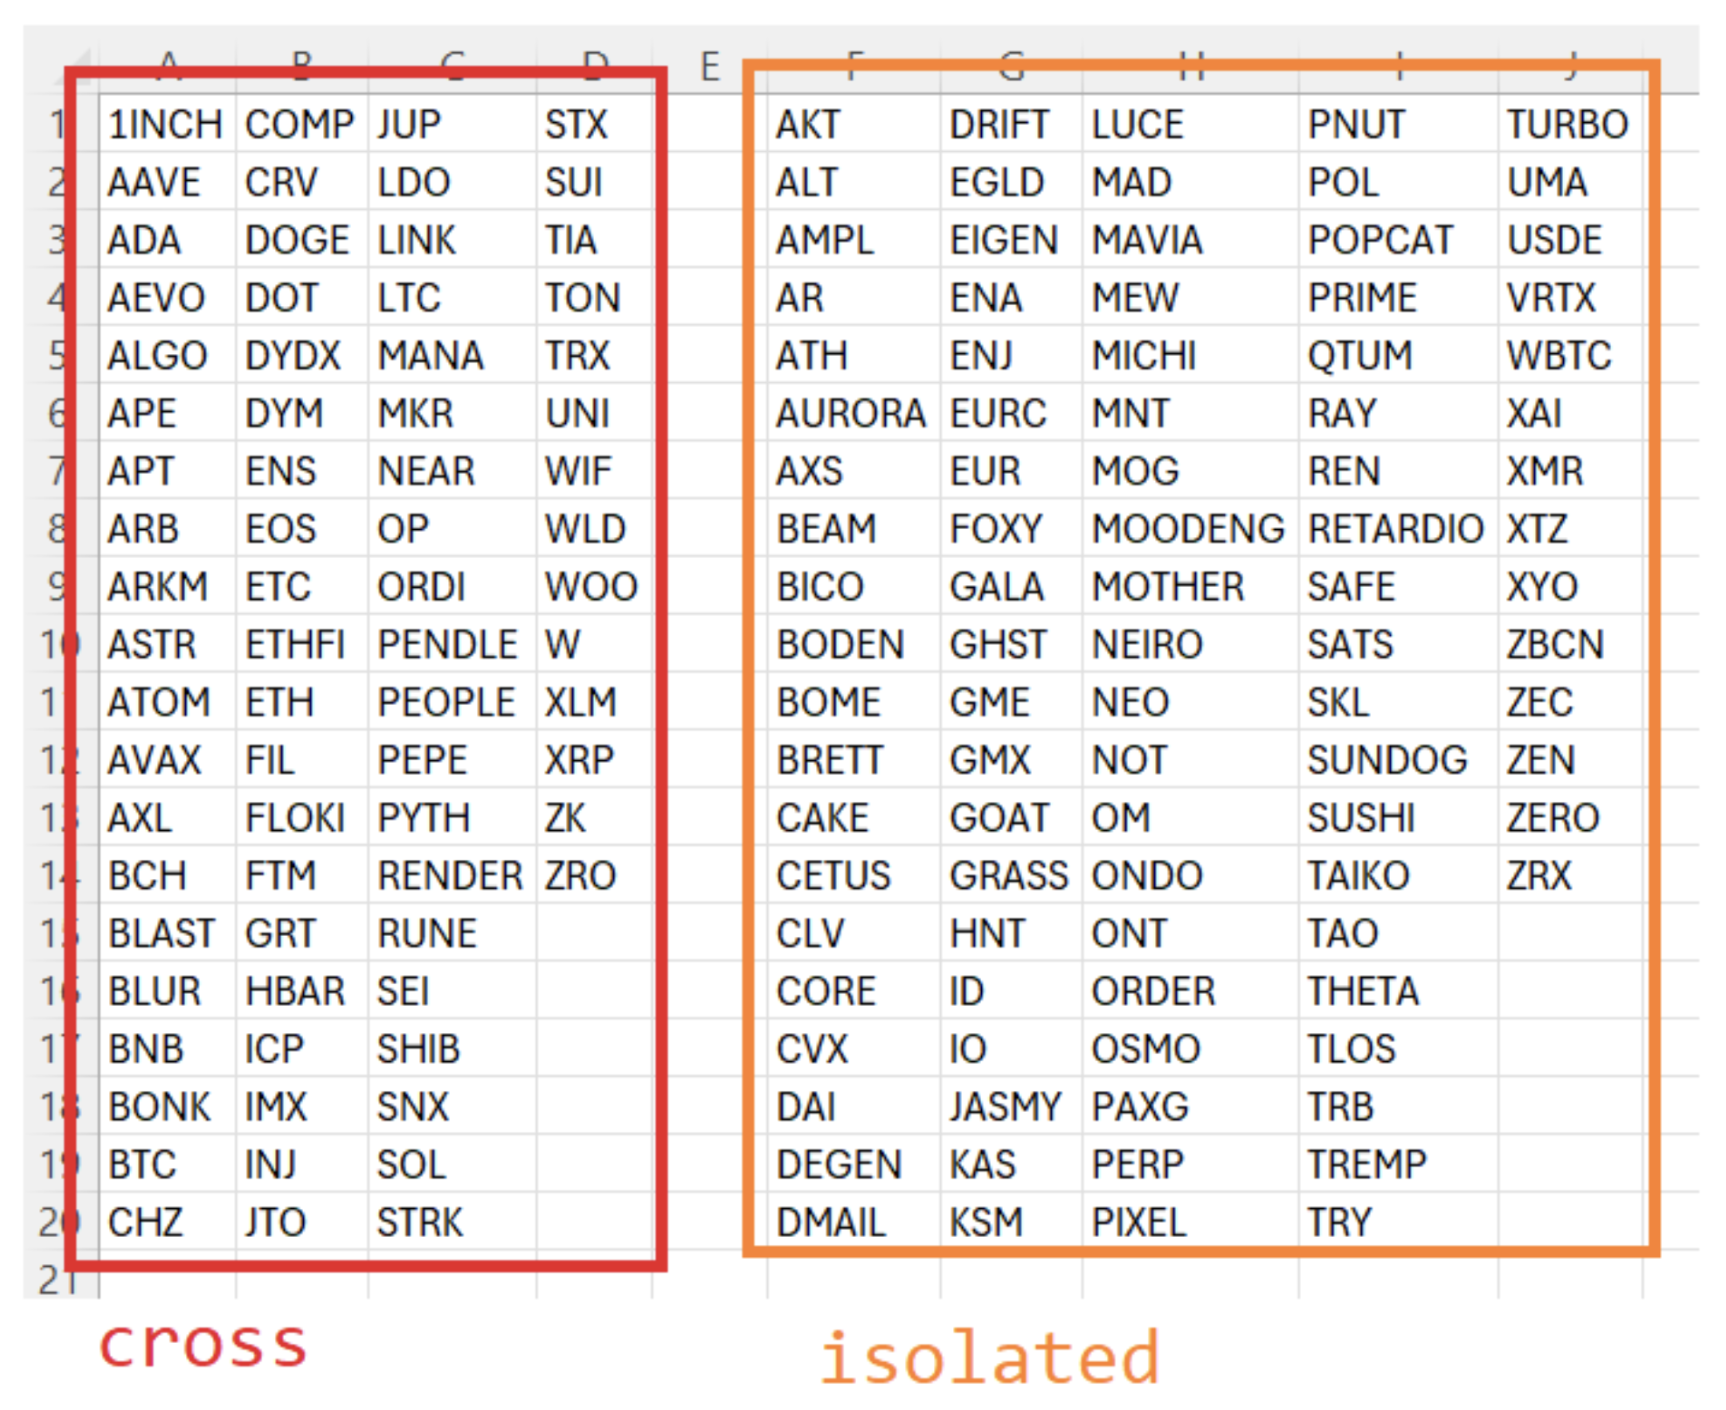 A B C D E F G H I J
1 1INCH COMP JUP STX AKT DRIFT LUCE PNUT TURBO
2 AAVE CRV LDO SUI ALT EGLD MAD POL UMA
3 ADA DOGE LINK TIA AMPL EIGEN MAVIA POPCAT USDE
4 AEVO DOT LTC TON AR ENA MEW PRIME VRTX
5 ALGO DYDX MANA TRX ATH ENJ MICHI QTUM WBTC
6 APE DYM MKR UNI AURORA EURC MNT RAY XAI
7 APT ENS NEAR WIF AXS EUR MOG REN XMR
8 ARB EOS OP WLD BEAM FOXY MOODENG RETARDIO XTZ
9 ARKM ETC ORDI WOO BICO GALA MOTHER SAFE XYO
10 ASTR ETHFI PENDLE W BODEN GHST NEIRO SATS ZBCN
11 ATOM ETH PEOPLE XLM BOME GME NEO SKL ZEC
12 AVAX FIL PEPE XRP BRETT GMX NOT SUNDOG ZEN
13 AXL FLOKI PYTH ZK CAKE GOAT OM SUSHI ZERO
14 BCH FTM RENDER ZRO CETUS GRASS ONDO TAIKO ZRX
15 BLAST GRT RUNE CLV HNT ONT TAO
16 BLUR HBAR SEI CORE ID ORDER THETA
17 BNB ICP SHIB CVX IO OSMO TLOS
18 BONK IMX SNX DAI JASMY PAXG TRB
19 BTC INJ SOL DEGEN KAS PERP TREMP
20 CHZ JTO STRK DMAIL KSM PIXEL TRY
21
cross
isolated